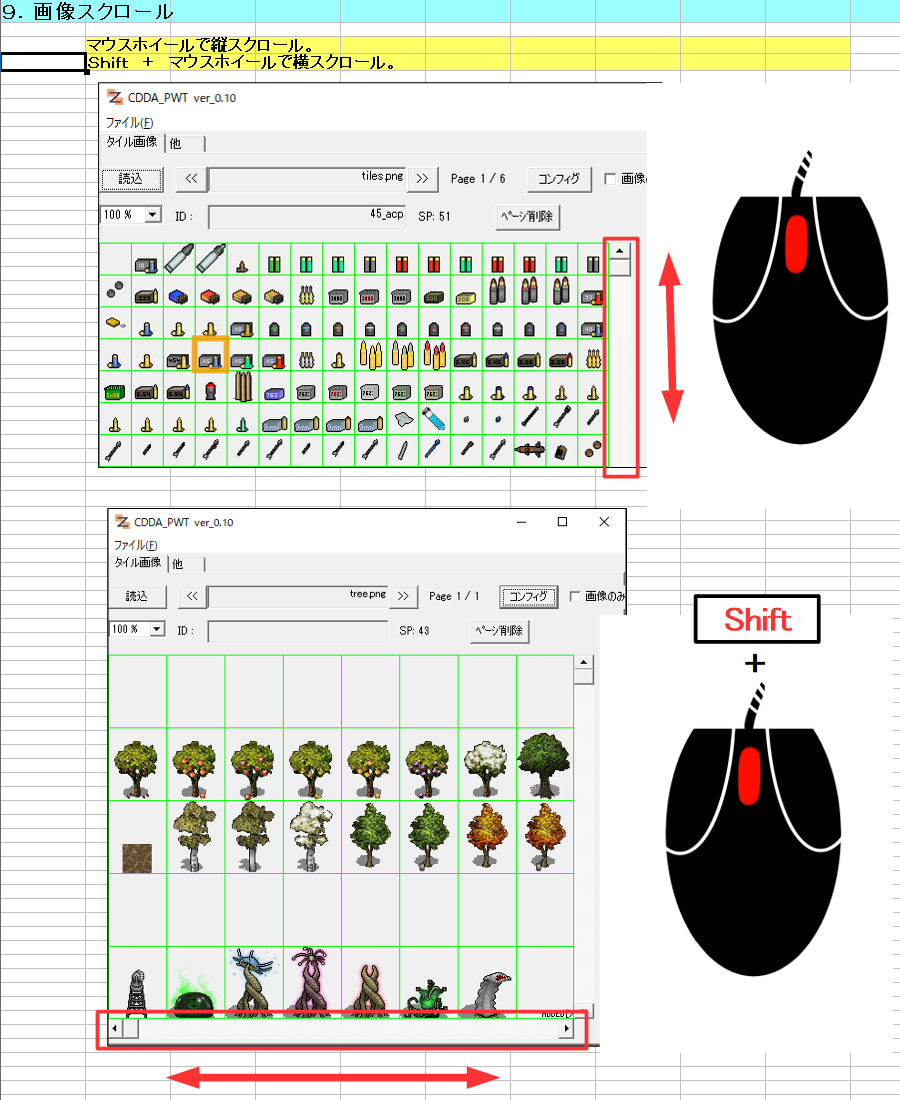 9. 画像スクロール
マウスホイールで縦スクロール。
Shift ＋ マウスホイールで横スクロール。
CDDA_PWT ver_0.10
ファイル(F)
タイル画像 他
読込 << tiles.png >> Page 1 / 6 コンフィグ 画像
100 % ID : 45_acp SP: 51 ページ削除
CDDA_PWT ver_0.10
ファイル(F)
タイル画像 他
読込 << tree.png >> Page 1 / 1 コンフィグ 画像のみ
100 % ID : SP: 43 ページ削除
Shift
+